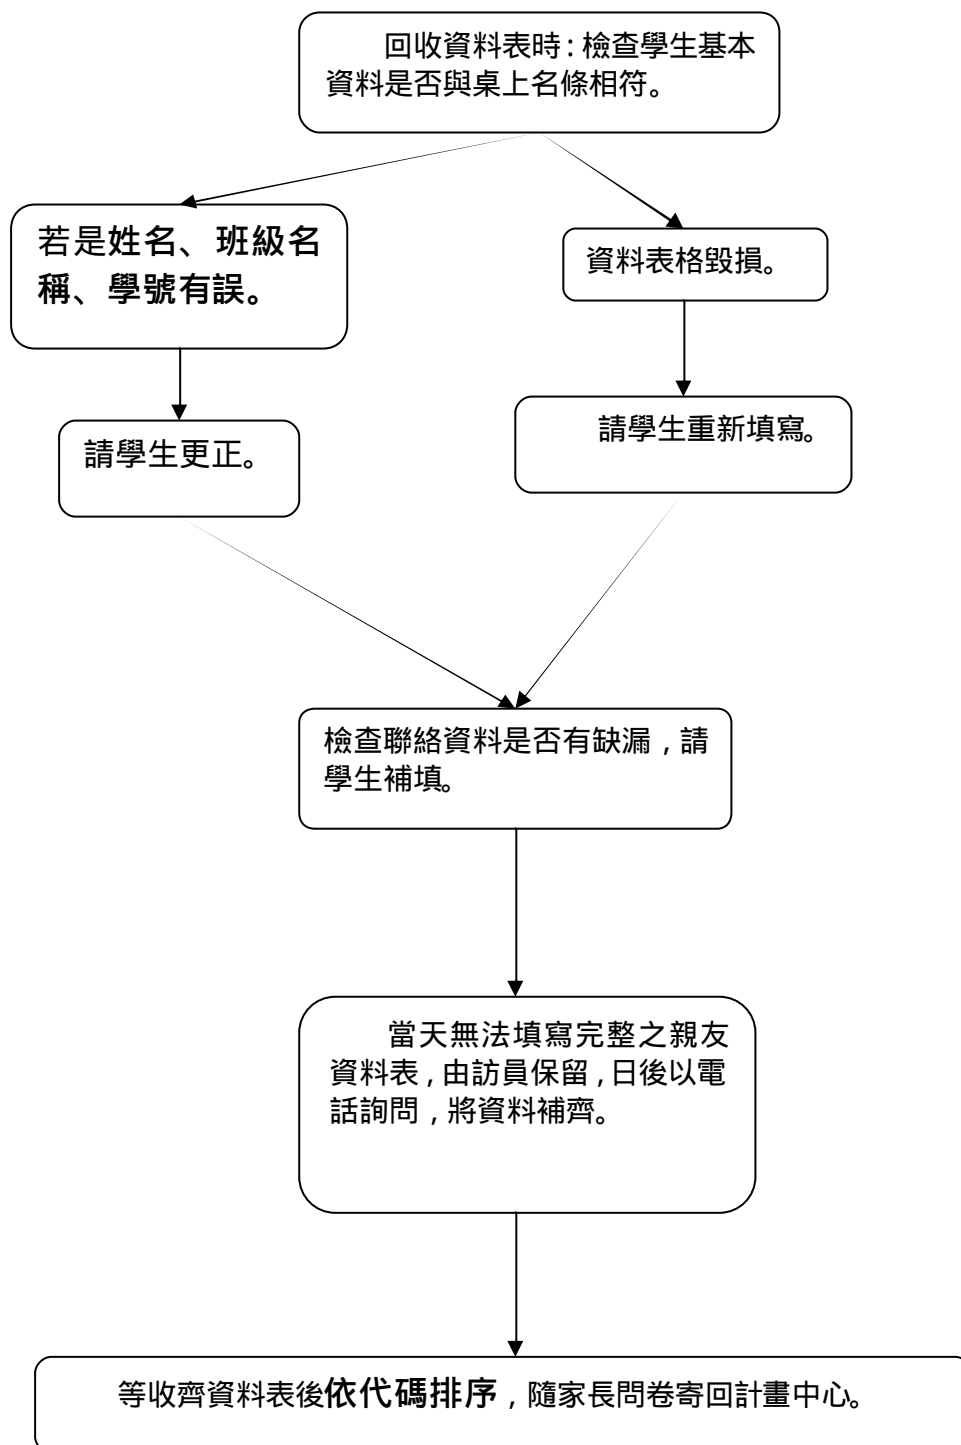 回收資料表時:檢查學生基本
資料是否與桌上名條相符。
若是姓名、班級名
稱、學號有誤。
資料表格毀損。
請學生更正。
請學生重新填寫。
檢查聯絡資料是否有缺漏,請
學生補填。
當天無法填寫完整之親友
資料表,由訪員保留,日後以電
話詢問,將資料補齊。
等收齊資料表後依代碼排序,隨家長問卷寄回計畫中心。